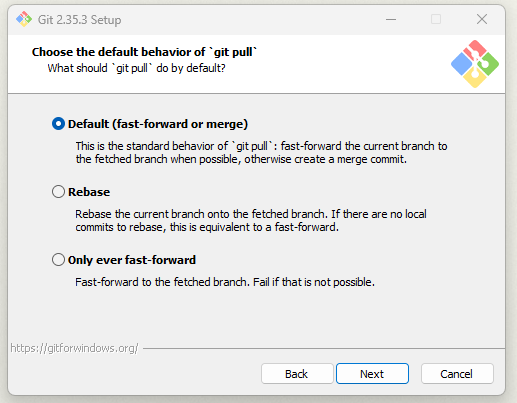 Git 2.35.3 Setup
Choose the default behavior of `git pull`
What should `git pull` do by default?
Default (fast-forward or merge)
This is the standard behavior of `git pull`: fast-forward the current branch to
the fetched branch when possible, otherwise create a merge commit.
Rebase
Rebase the current branch onto the fetched branch. If there are no local
commits to rebase, this is equivalent to a fast-forward.
Only ever fast-forward
Fast-forward to the fetched branch. Fail if that is not possible.
https://gitforwindows.org/
Back Next Cancel